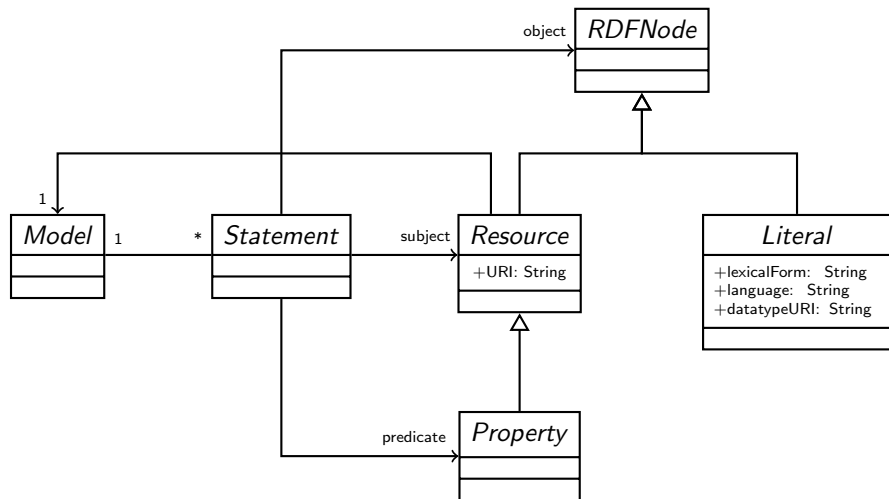 object
RDFNode
1
Model
1
*
Statement
subject
Resource
+URI: String
Literal
+lexicalForm: String
+language: String
+datatypeURI: String
predicate
Property